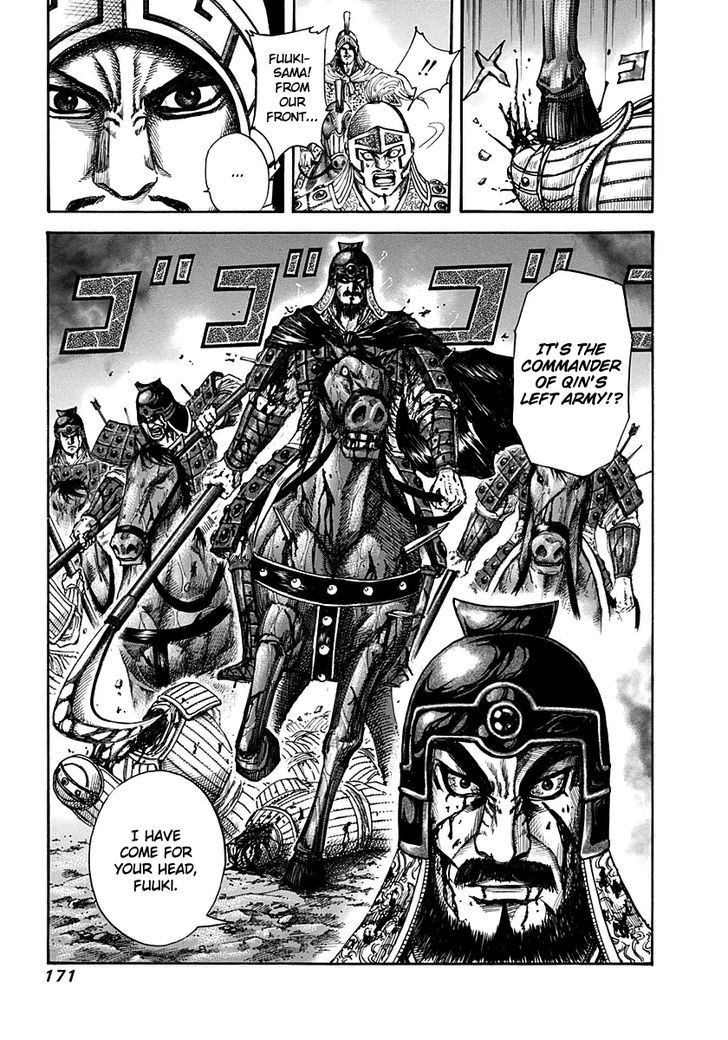 コ
!!
FUUKI-
SAMA!
FROM
OUR
FRONT...
...
ゴ ゴ ゴ ゴ
IT'S THE
COMMANDER
OF QIN'S
LEFT ARMY!?
I HAVE
COME FOR
YOUR HEAD,
FUUKI.
171